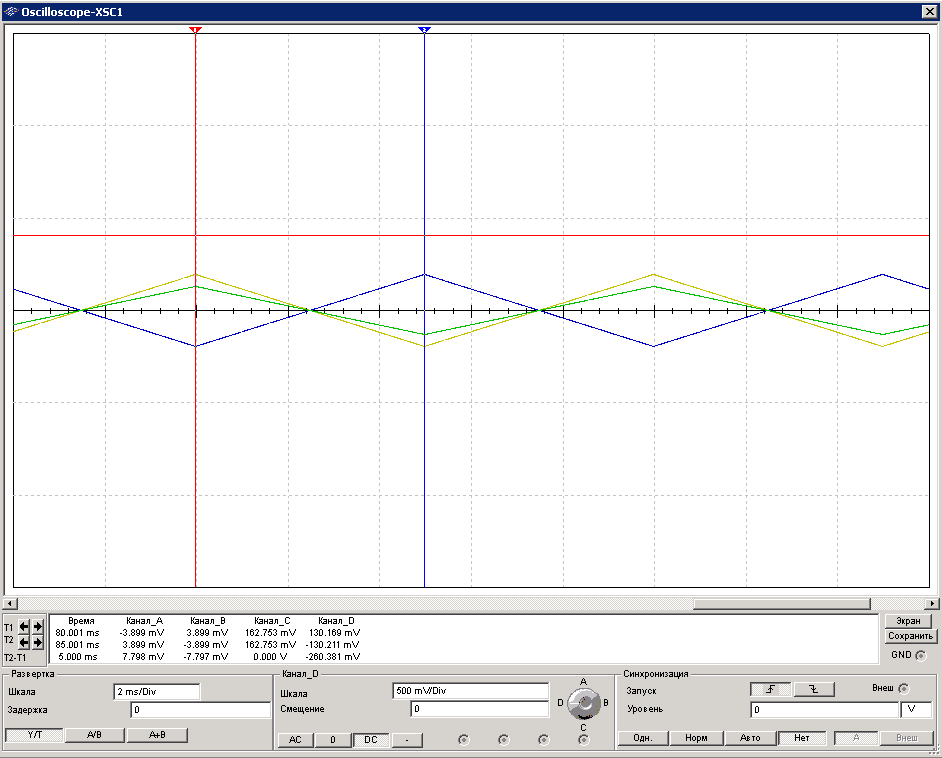 Oscilloscope-XSC1
1 2
T1
T2
T2-T1
Время Канал_A Канал_B Канал_C Канал_D
80.001 ms -3.899 mV 3.899 mV 162.753 mV 130.169 mV
85.001 ms 3.899 mV -3.899 mV 162.753 mV -130.211 mV
5.000 ms 7.798 mV -7.797 mV 0.000 V -260.381 mV
Экран
Сохранить
GND
Развертка
Шкала 2 ms/Div
Задержка 0
Y/T A/B A+B
Канал_D
Шкала 500 mV/Div
Смещение 0
AC 0 DC -
A
D B
C
Синхронизация
Запуск Внеш
Уровень 0 V
Одн. Норм Авто Нет A Внеш